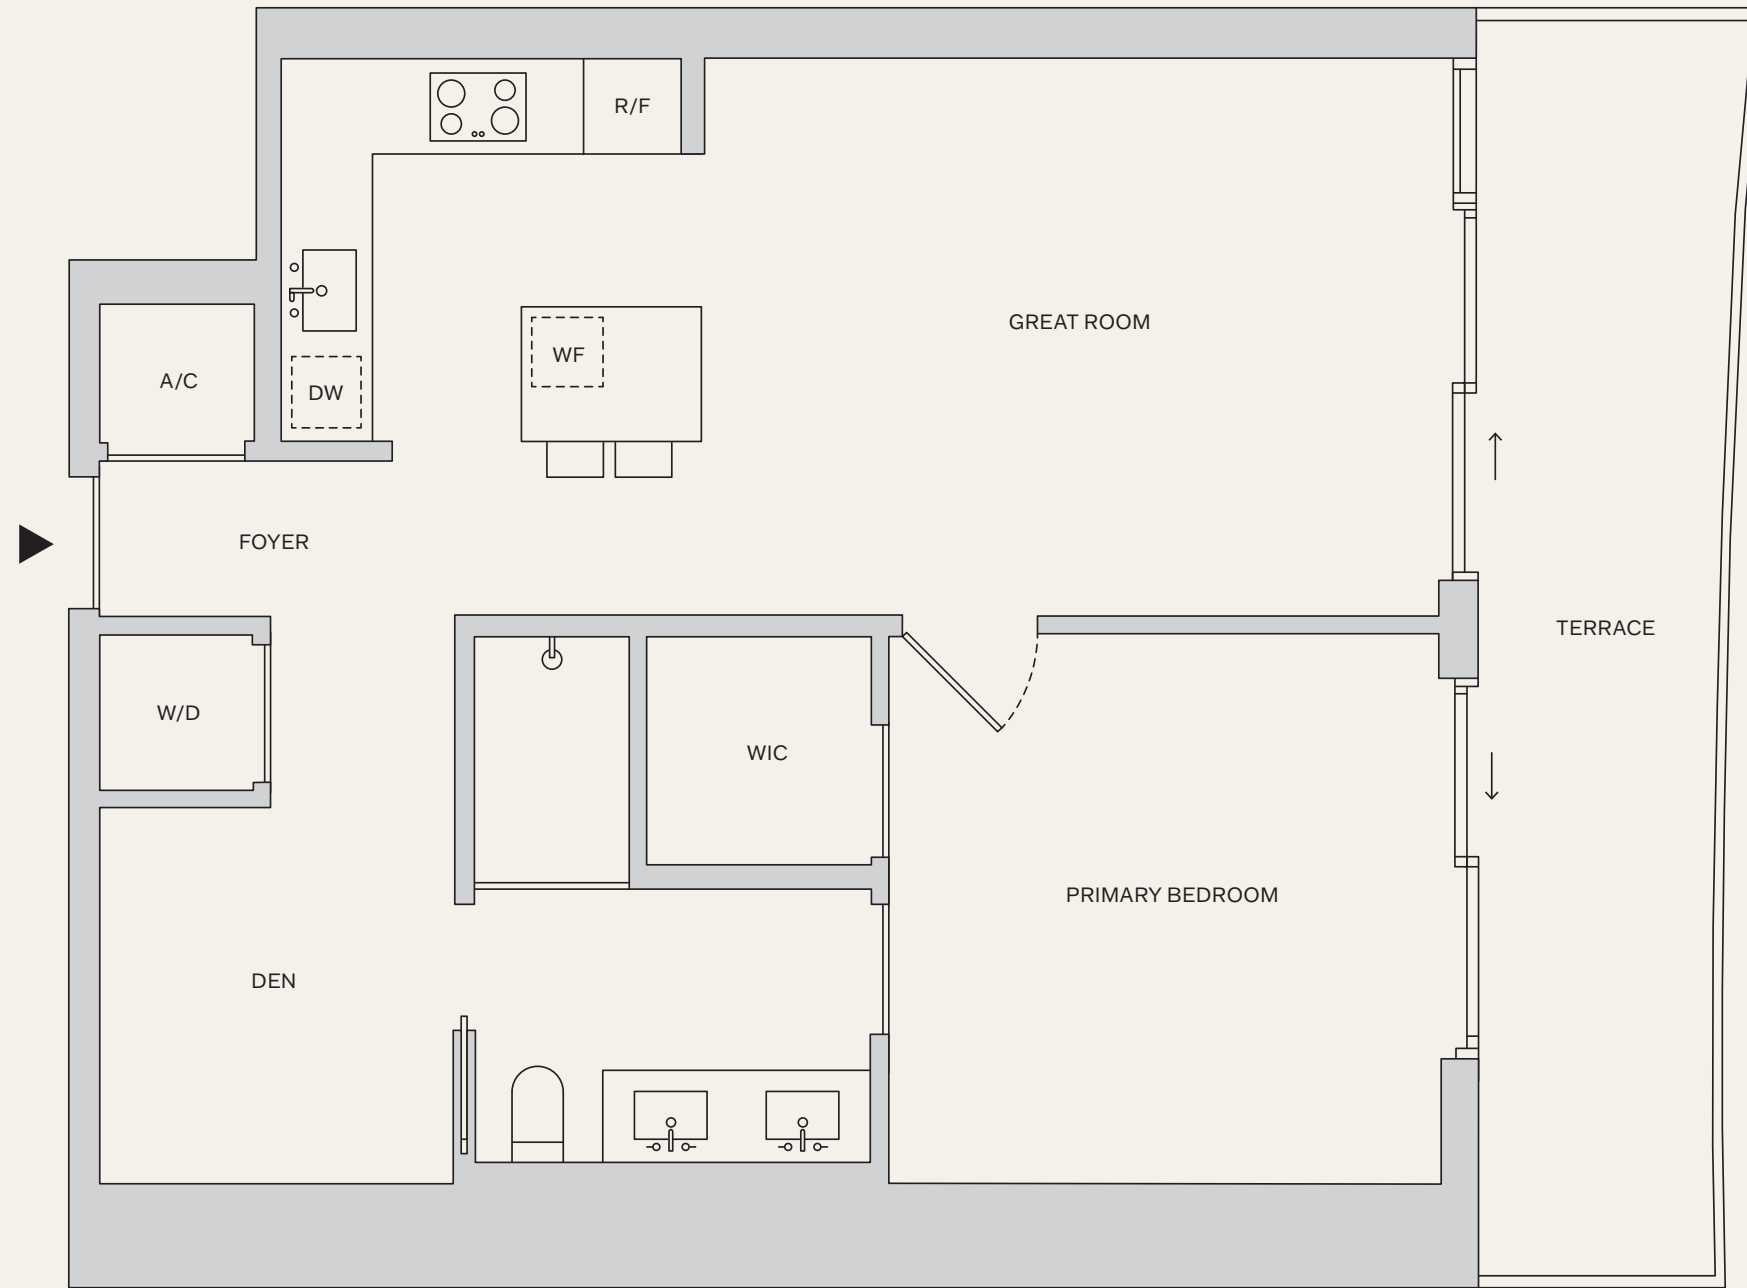 R/F
GREAT ROOM
WF
A/C
DW
FOYER
TERRACE
W/D
WIC
PRIMARY BEDROOM
DEN